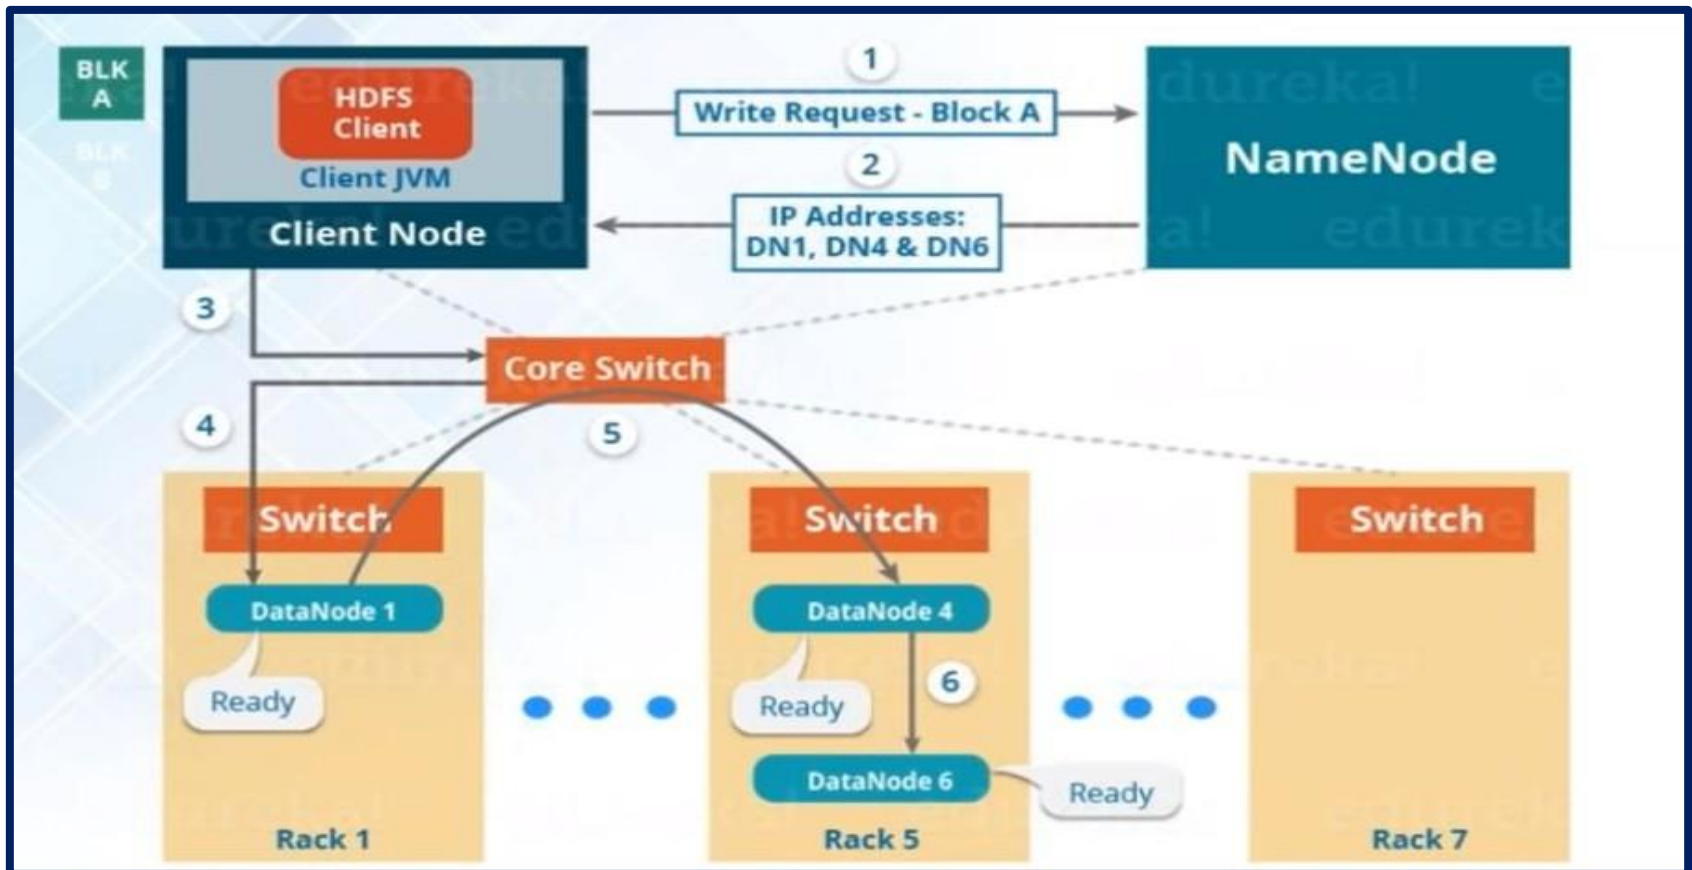 BLK
A
BLK
B
HDFS
Client
Client JVM
Client Node
1
Write Request - Block A
2
IP Addresses:
DN1, DN4 & DN6
NameNode
3
Core Switch
4
5
Switch
Switch
Switch
DataNode 1
DataNode 4
Ready
Ready
6
DataNode 6
Ready
Rack 1
Rack 5
Rack 7
edureka!